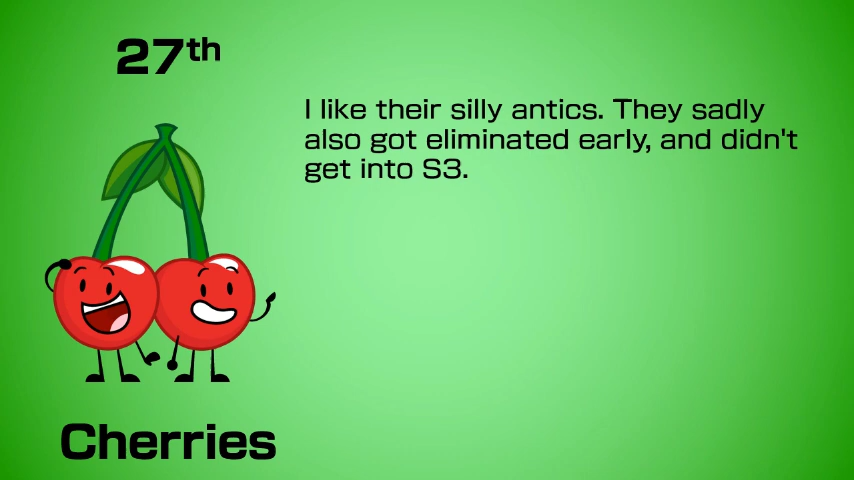 27th
I like their silly antics. They sadly
also got eliminated early, and didn't
get into S3.
Cherries